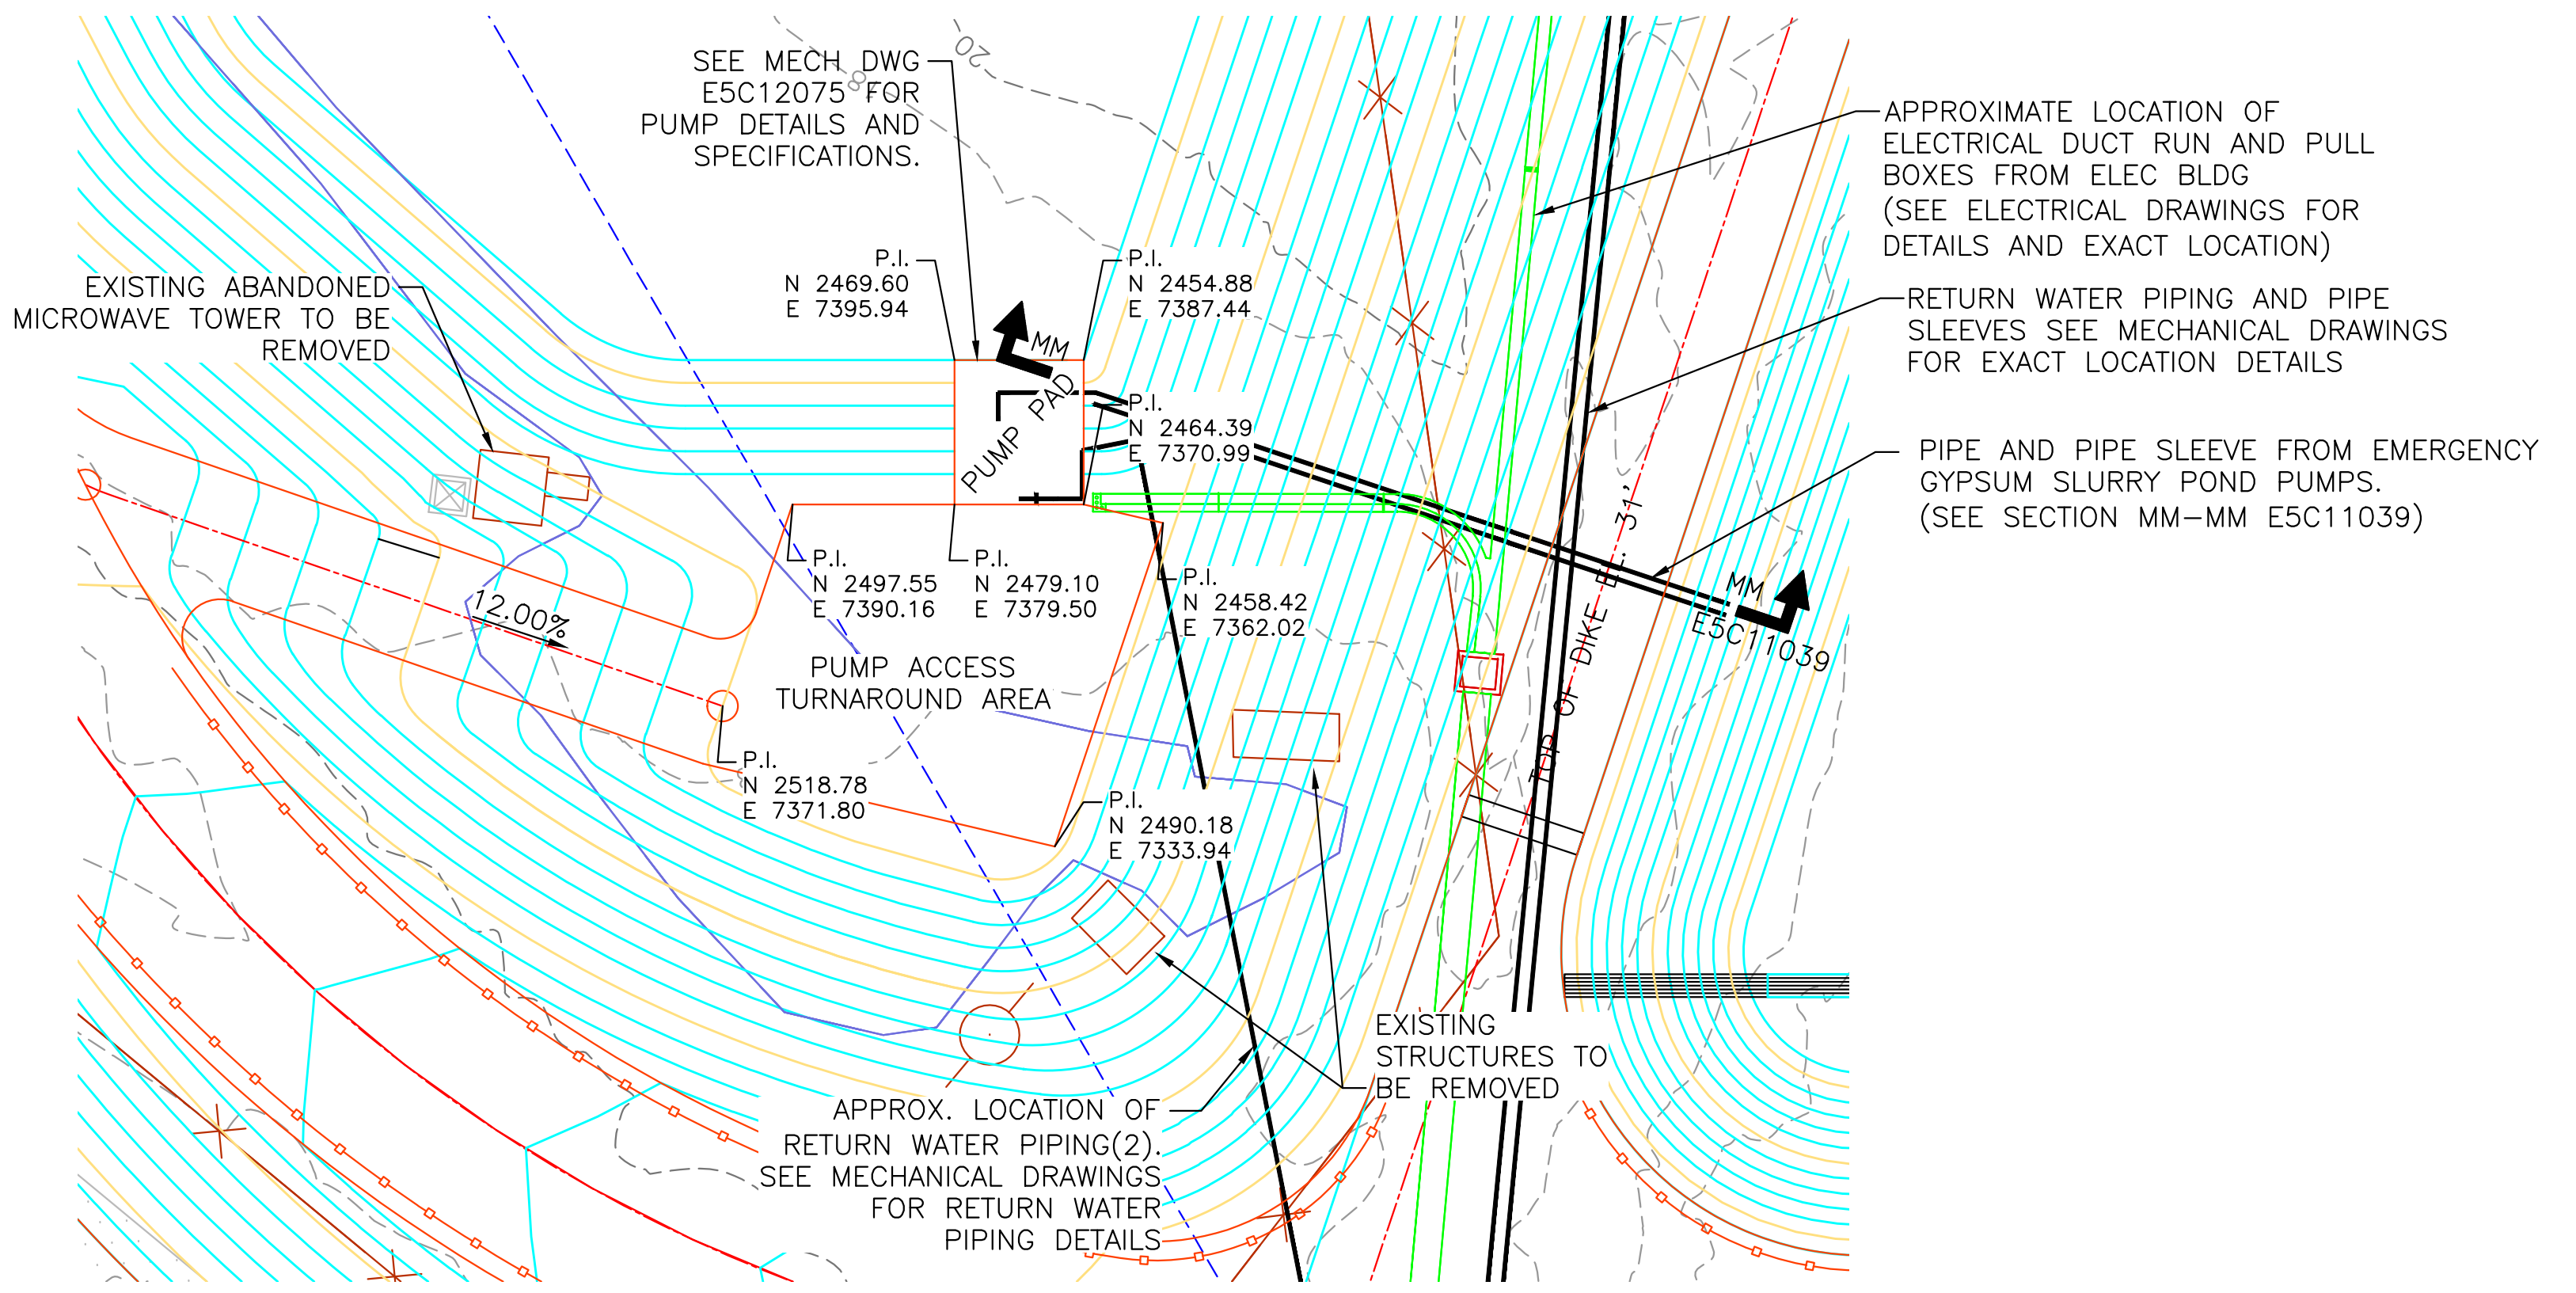 20
8
SEE MECH DWG
E5C12075 FOR
PUMP DETAILS AND
SPECIFICATIONS.
APPROXIMATE LOCATION OF
ELECTRICAL DUCT RUN AND PULL
BOXES FROM ELEC BLDG
(SEE ELECTRICAL DRAWINGS FOR
DETAILS AND EXACT LOCATION)
P.I.
N 2469.60
E 7395.94
P.I.
N 2454.88
E 7387.44
EXISTING ABANDONED
MICROWAVE TOWER TO BE
REMOVED
RETURN WATER PIPING AND PIPE
SLEEVES SEE MECHANICAL DRAWINGS
FOR EXACT LOCATION DETAILS
MM
PUMP PAD
P.I.
N 2464.39
E 7370.99
PIPE AND PIPE SLEEVE FROM EMERGENCY
GYPSUM SLURRY POND PUMPS.
(SEE SECTION MM-MM E5C11039)
P.I.
N 2497.55
E 7390.16
P.I.
N 2479.10
E 7379.50
P.I.
N 2458.42
E 7362.02
MM
E5C11039
12.00%
TOP OF DIKE EL. 31'
PUMP ACCESS
TURNAROUND AREA
P.I.
N 2518.78
E 7371.80
P.I.
N 2490.18
E 7333.94
EXISTING
STRUCTURES TO
BE REMOVED
APPROX. LOCATION OF
RETURN WATER PIPING(2).
SEE MECHANICAL DRAWINGS
FOR RETURN WATER
PIPING DETAILS